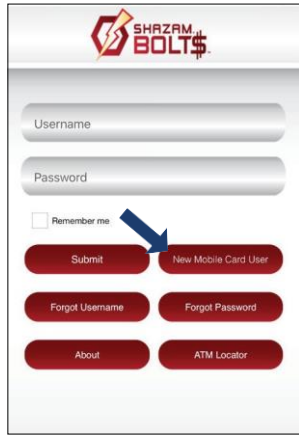 SHAZAM
BOLT$
Username
Password
Remember me
Submit
New Mobile Card User
Forgot Username
Forgot Password
About
ATM Locator